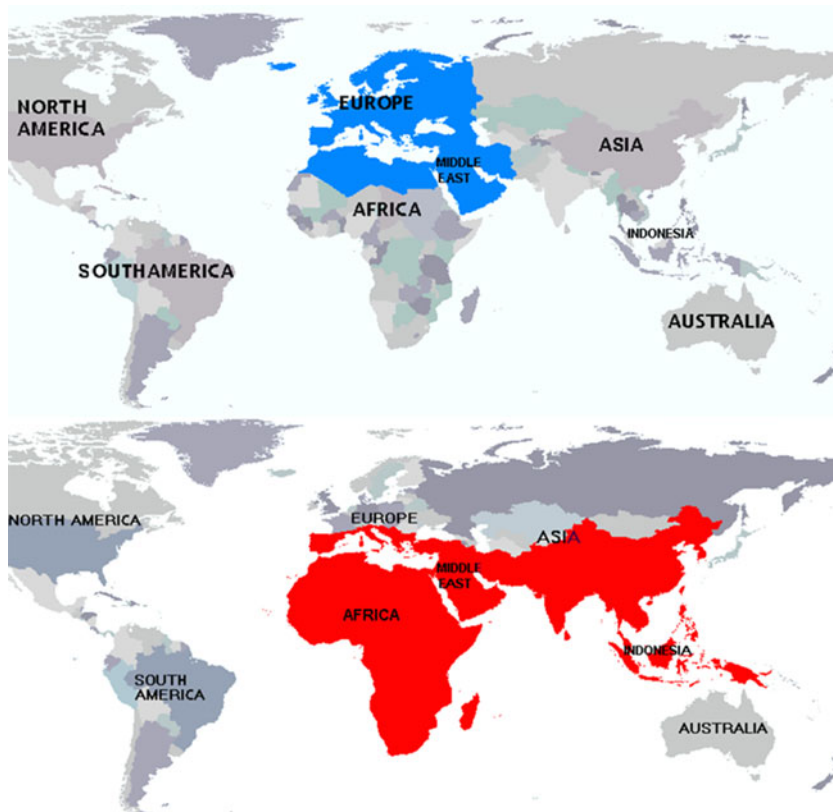 NORTH
AMERICA
EUROPE
ASIA
MIDDLE
EAST
AFRICA
INDONESIA
SOUTHAMERICA
AUSTRALIA
NORTH AMERICA
EUROPE
ASIA
MIDDLE
EAST
AFRICA
INDONESIA
SOUTH
AMERICA
AUSTRALIA